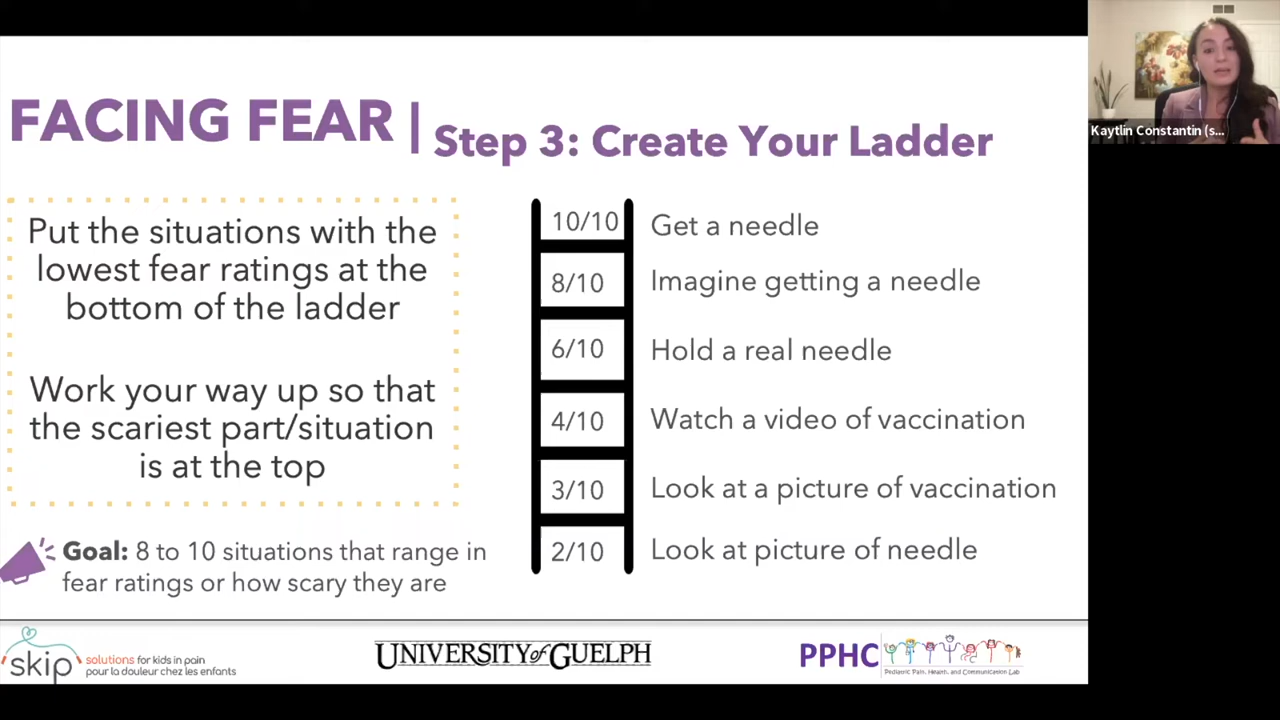 FACING FEAR | Step 3: Create Your Ladder
Put the situations with the
lowest fear ratings at the
bottom of the ladder
Work your way up so that
the scariest part/situation
is at the top
Goal: 8 to 10 situations that range in
fear ratings or how scary they are
10/10 Get a needle
8/10 Imagine getting a needle
6/10 Hold a real needle
4/10 Watch a video of vaccination
3/10 Look at a picture of vaccination
2/10 Look at picture of needle
skip solutions for kids in pain
pour la douleur chez les enfants
UNIVERSITY of GUELPH
PPHC
Pediatric Pain, Health, and Communication Lab
Kaytlin Constantin (s...